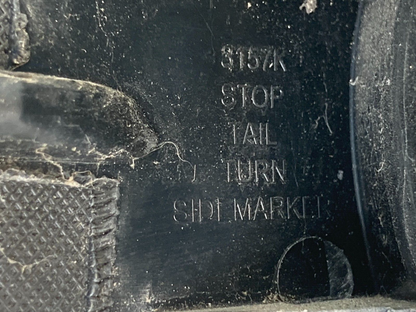 3157K
STOP
TAIL
TURN
SIDE MARKER